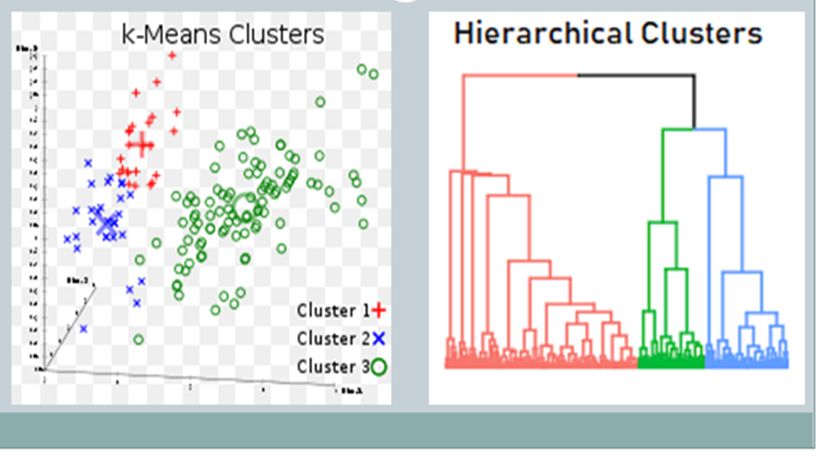 k-Means Clusters
Cluster 1
Cluster 2
Cluster 3
Hierarchical Clusters